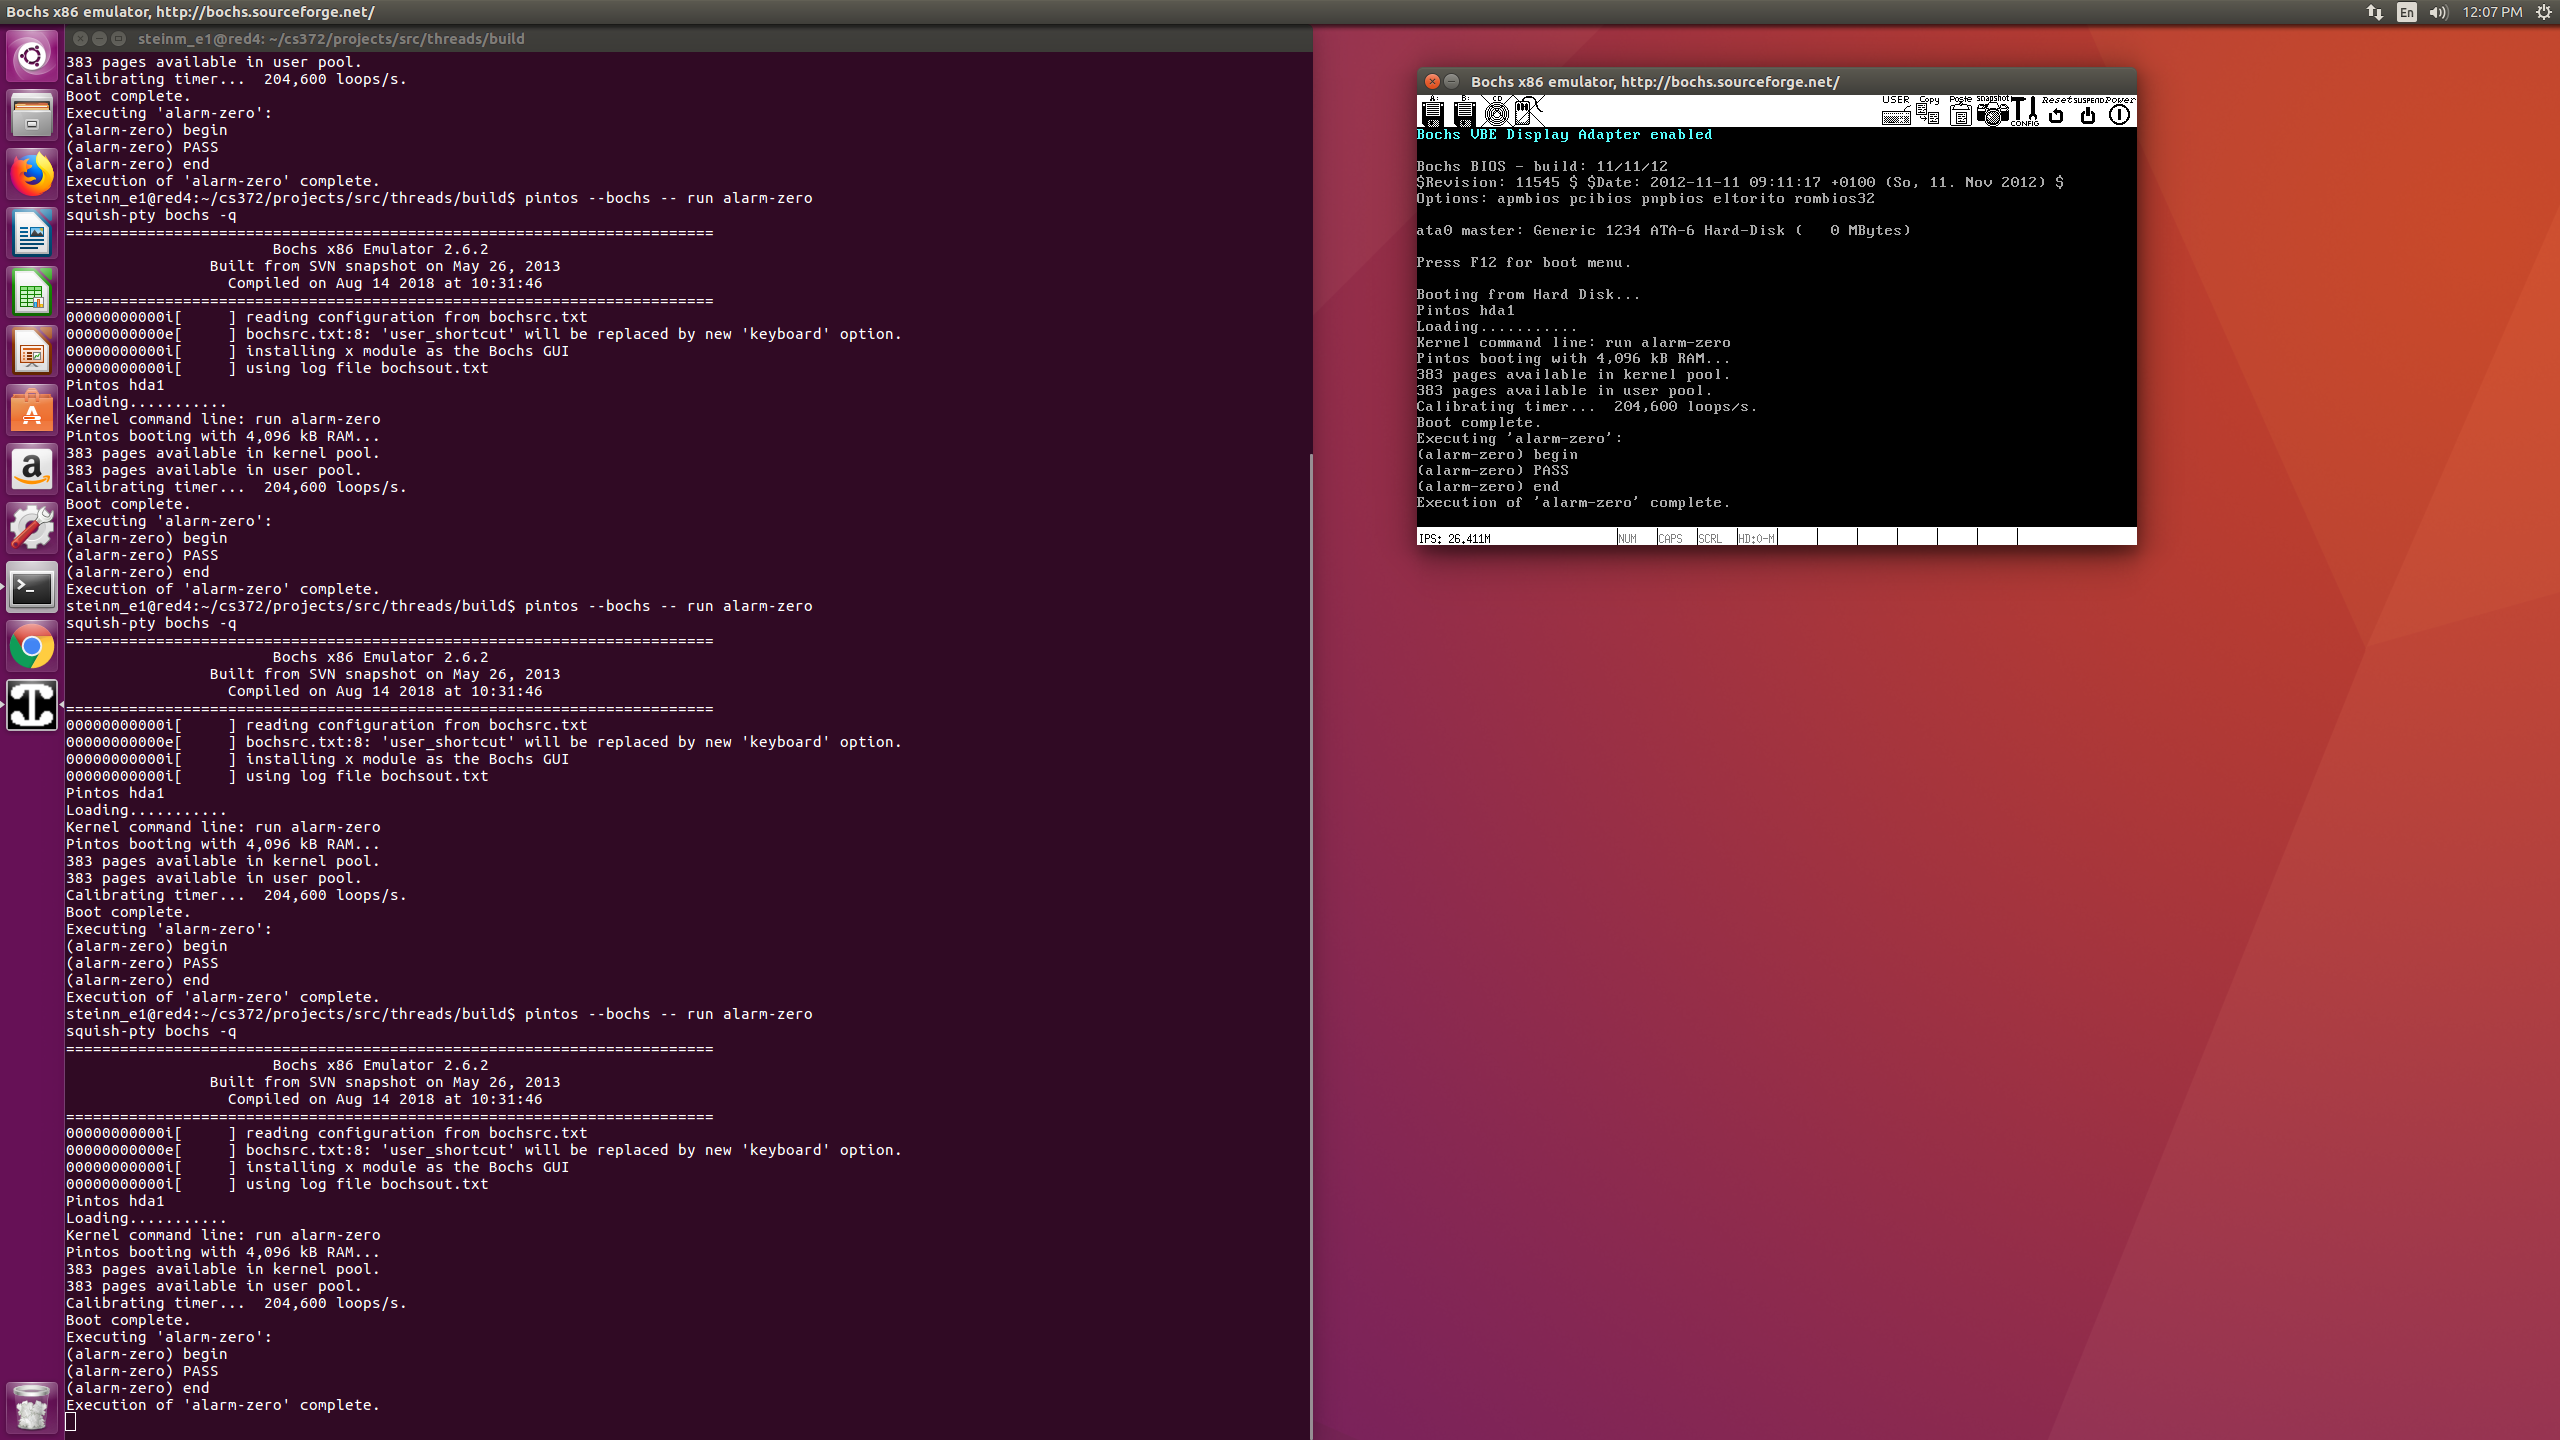 Bochs x86 emulator, http://bochs.sourceforge.net/
En
12:07 PM
steinm_e1@red4: ~/cs372/projects/src/threads/build
383 pages available in user pool.
Calibrating timer...  204,600 loops/s.
Boot complete.
Executing 'alarm-zero':
(alarm-zero) begin
(alarm-zero) PASS
(alarm-zero) end
Execution of 'alarm-zero' complete.
steinm_e1@red4:~/cs372/projects/src/threads/build$ pintos --bochs -- run alarm-zero
squish-pty bochs -q
========================================================================
Bochs x86 Emulator 2.6.2
Built from SVN snapshot on May 26, 2013
Compiled on Aug 14 2018 at 10:31:46
========================================================================
00000000000i[     ] reading configuration from bochsrc.txt
00000000000e[     ] bochsrc.txt:8: 'user_shortcut' will be replaced by new 'keyboard' option.
00000000000i[     ] installing x module as the Bochs GUI
00000000000i[     ] using log file bochsout.txt
Pintos hda1
Loading...........
Kernel command line: run alarm-zero
Pintos booting with 4,096 kB RAM...
383 pages available in kernel pool.
383 pages available in user pool.
Calibrating timer...  204,600 loops/s.
Boot complete.
Executing 'alarm-zero':
(alarm-zero) begin
(alarm-zero) PASS
(alarm-zero) end
Execution of 'alarm-zero' complete.
steinm_e1@red4:~/cs372/projects/src/threads/build$ pintos --bochs -- run alarm-zero
squish-pty bochs -q
========================================================================
Bochs x86 Emulator 2.6.2
Built from SVN snapshot on May 26, 2013
Compiled on Aug 14 2018 at 10:31:46
========================================================================
00000000000i[     ] reading configuration from bochsrc.txt
00000000000e[     ] bochsrc.txt:8: 'user_shortcut' will be replaced by new 'keyboard' option.
00000000000i[     ] installing x module as the Bochs GUI
00000000000i[     ] using log file bochsout.txt
Pintos hda1
Loading...........
Kernel command line: run alarm-zero
Pintos booting with 4,096 kB RAM...
383 pages available in kernel pool.
383 pages available in user pool.
Calibrating timer...  204,600 loops/s.
Boot complete.
Executing 'alarm-zero':
(alarm-zero) begin
(alarm-zero) PASS
(alarm-zero) end
Execution of 'alarm-zero' complete.
steinm_e1@red4:~/cs372/projects/src/threads/build$ pintos --bochs -- run alarm-zero
squish-pty bochs -q
========================================================================
Bochs x86 Emulator 2.6.2
Built from SVN snapshot on May 26, 2013
Compiled on Aug 14 2018 at 10:31:46
========================================================================
00000000000i[     ] reading configuration from bochsrc.txt
00000000000e[     ] bochsrc.txt:8: 'user_shortcut' will be replaced by new 'keyboard' option.
00000000000i[     ] installing x module as the Bochs GUI
00000000000i[     ] using log file bochsout.txt
Pintos hda1
Loading...........
Kernel command line: run alarm-zero
Pintos booting with 4,096 kB RAM...
383 pages available in kernel pool.
383 pages available in user pool.
Calibrating timer...  204,600 loops/s.
Boot complete.
Executing 'alarm-zero':
(alarm-zero) begin
(alarm-zero) PASS
(alarm-zero) end
Execution of 'alarm-zero' complete.
Bochs x86 emulator, http://bochs.sourceforge.net/
A: B: CD USER Copy Paste snapshot CONFIG Reset SUSPEND Power
Bochs VBE Display Adapter enabled
Bochs BIOS - build: 11/11/12
$Revision: 11545 $ $Date: 2012-11-11 09:11:17 +0100 (So, 11. Nov 2012) $
Options: apmbios pcibios pnpbios eltorito rombios32
ata0 master: Generic 1234 ATA-6 Hard-Disk (   0 MBytes)
Press F12 for boot menu.
Booting from Hard Disk...
Pintos hda1
Loading...........
Kernel command line: run alarm-zero
Pintos booting with 4,096 kB RAM...
383 pages available in kernel pool.
383 pages available in user pool.
Calibrating timer...  204,600 loops/s.
Boot complete.
Executing 'alarm-zero':
(alarm-zero) begin
(alarm-zero) PASS
(alarm-zero) end
Execution of 'alarm-zero' complete.
IPS: 26.411M NUM CAPS SCRL HD:0-M